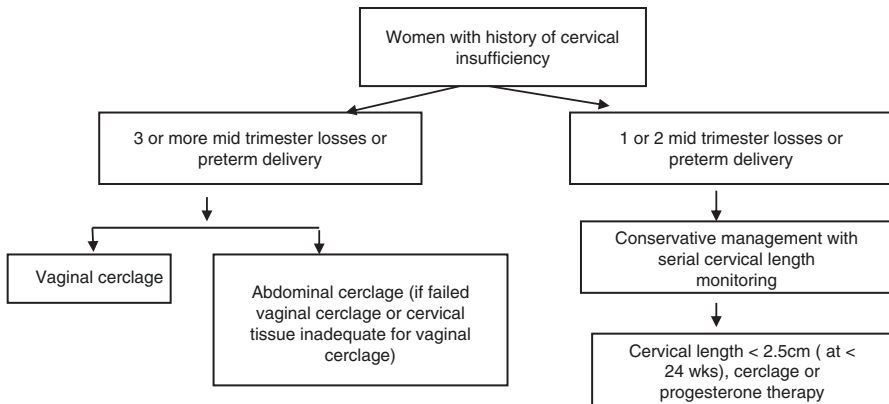 Women with history of cervical
insufficiency
3 or more mid trimester losses or
preterm delivery
1 or 2 mid trimester losses or
preterm delivery
Vaginal cerclage
Abdominal cerclage (if failed
vaginal cerclage or cervical
tissue inadequate for vaginal
cerclage)
Conservative management with
serial cervical length
monitoring
Cervical length < 2.5cm ( at <
24 wks), cerclage or
progesterone therapy